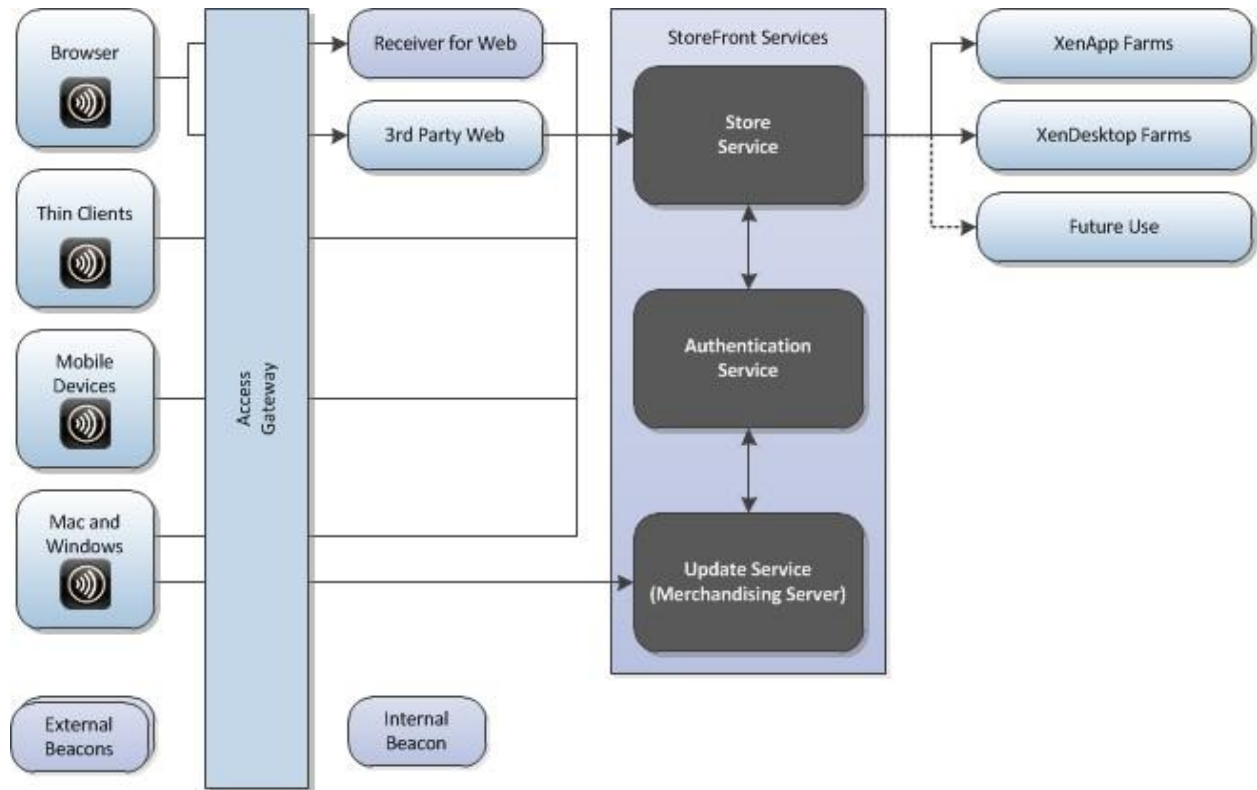 Browser
Thin Clients
Mobile
Devices
Mac and
Windows
External
Beacons
Access
Gateway
Receiver for Web
3rd Party Web
Internal
Beacon
StoreFront Services
Store
Service
Authentication
Service
Update Service
(Merchandising Server)
XenApp Farms
XenDesktop Farms
Future Use